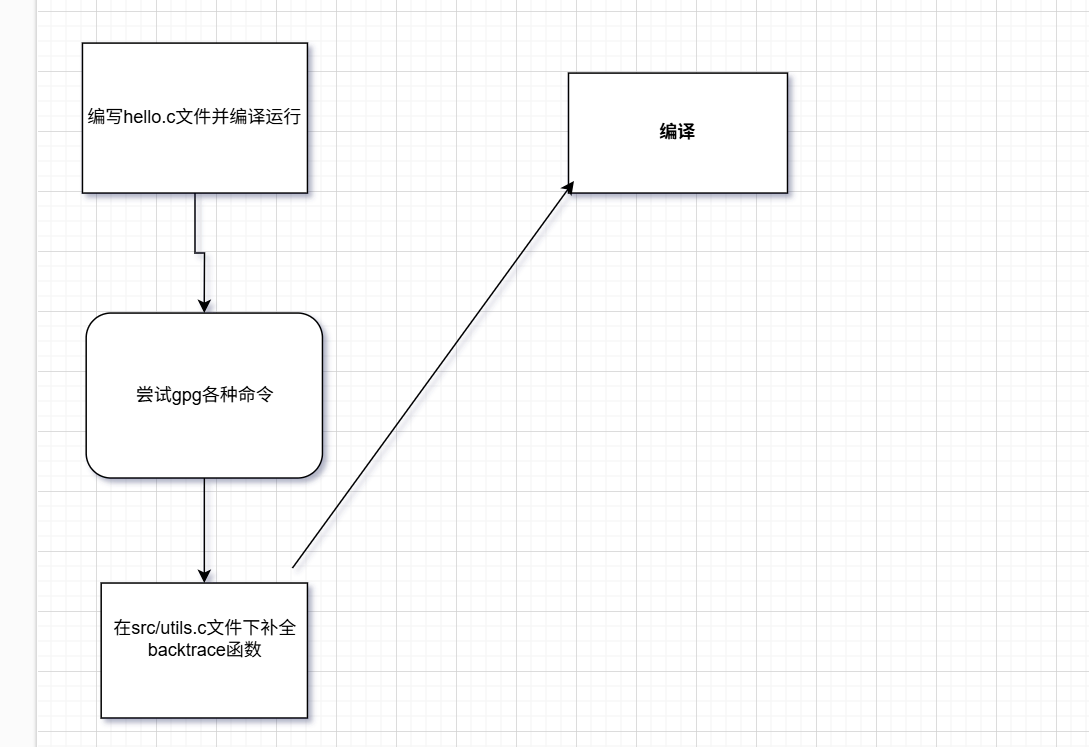 编写hello.c文件并编译运行
编译
尝试gpg各种命令
在src/utils.c文件下补全
backtrace函数